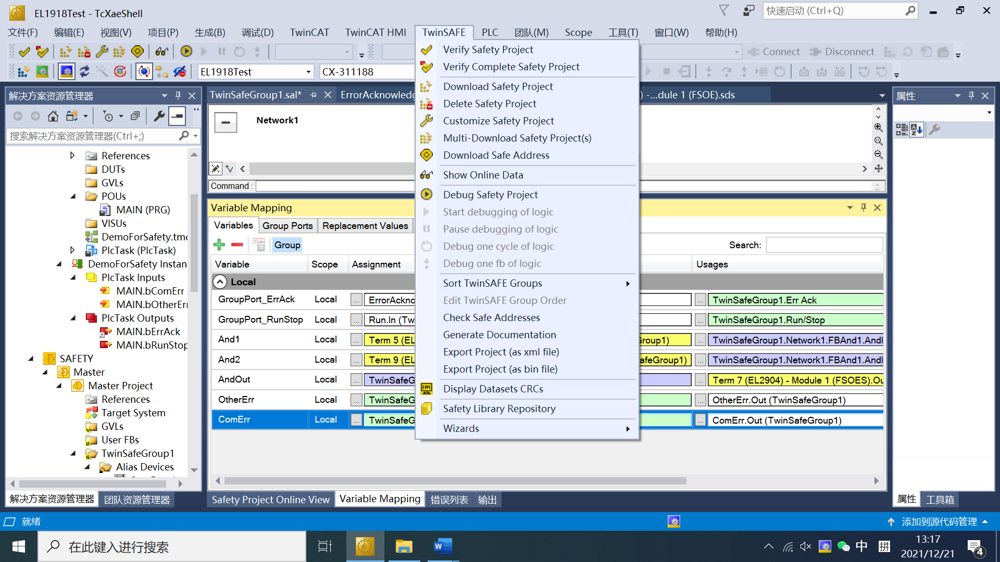 EL1918Test - TcXaeShell
快速启动 (Ctrl+Q)
文件(F) 编辑(E) 视图(V) 项目(P) 生成(B) 调试(D) TwinCAT TwinCAT HMI TwinSAFE PLC 团队(M) Scope 工具(T) 窗口(W) 帮助(H)
Connect Disconnect
EL1918Test CX-311188
解决方案资源管理器
搜索解决方案资源管理器(Ctrl+;)
References
DUTs
GVLs
POUs
MAIN (PRG)
VISUs
DemoForSafety.tmc
PlcTask (PlcTask)
DemoForSafety Instan
PlcTask Inputs
MAIN.bComErr
MAIN.bOtherErr
PlcTask Outputs
MAIN.bErrAck
MAIN.bRunStop
SAFETY
Master
Master Project
References
Target System
GVLs
User FBs
TwinSafeGroup1
Alias Devices
解决方案资源管理器 团队资源管理器
TwinSafeGroup1.sal* ErrorAcknowledg ) -...dule 1 (FSOE).sds
Network1
Command :
Variable Mapping
Variables Group Ports Replacement Values
Group Search:
Variable Scope Assignment Usages
Local
GroupPort_ErrAck Local ... ErrorAckno ... TwinSafeGroup1.Err Ack
GroupPort_RunStop Local ... Run.In (Tw ... TwinSafeGroup1.Run/Stop
And1 Local ... Term 5 (EL Group1) ... TwinSafeGroup1.Network1.FBAnd1.AndI
And2 Local ... Term 9 (EL afeGroup1) ... TwinSafeGroup1.Network1.FBAnd1.AndI
AndOut Local ... TwinSafeG ... Term 7 (EL2904) - Module 1 (FSOES).Ou
OtherErr Local ... TwinSafeG ... OtherErr.Out (TwinSafeGroup1)
ComErr Local ... TwinSafeG ... ComErr.Out (TwinSafeGroup1)
Safety Project Online View Variable Mapping 错误列表 输出
Verify Safety Project
Verify Complete Safety Project
Download Safety Project
Delete Safety Project
Customize Safety Project
Multi-Download Safety Project(s)
Download Safe Address
Show Online Data
Debug Safety Project
Start debugging of logic
Pause debugging of logic
Debug one cycle of logic
Debug one fb of logic
Sort TwinSAFE Groups
Edit TwinSAFE Group Order
Check Safe Addresses
Generate Documentation
Export Project (as xml file)
Export Project (as bin file)
Display Datasets CRCs
Safety Library Repository
Wizards
属性
属性 工具箱
就绪 添加到源代码管理
在此键入进行搜索
中 拼
13:17
2021/12/21
4